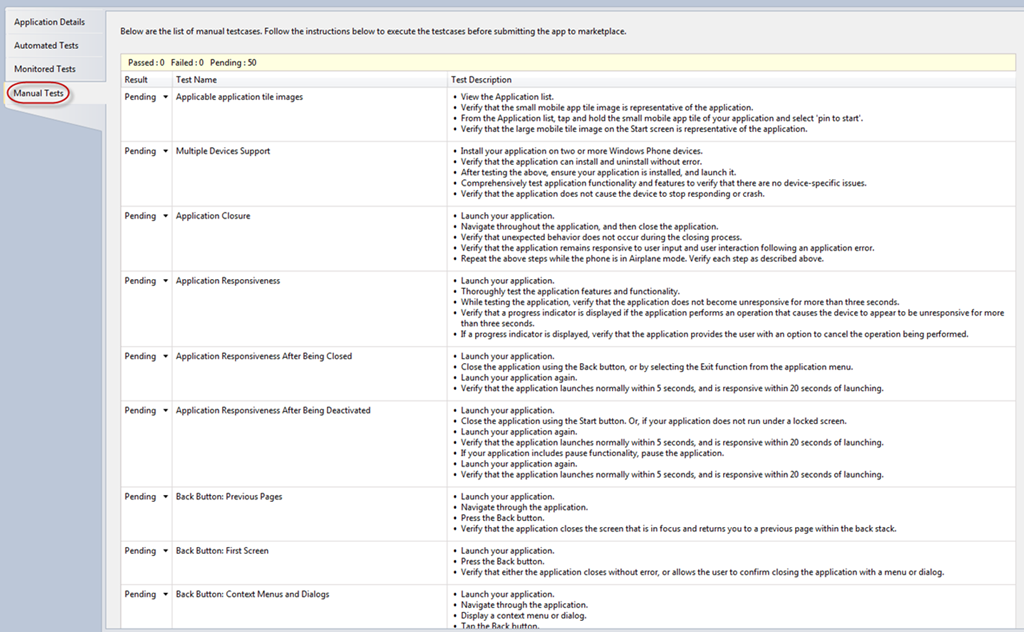 Application Details
Automated Tests
Monitored Tests
Manual Tests
Below are the list of manual testcases. Follow the instructions below to execute the testcases before submitting the app to marketplace.
Passed : 0 Failed : 0 Pending : 50
Result Test Name Test Description
Pending Applicable application tile images
• View the Application list.
• Verify that the small mobile app tile image is representative of the application.
• From the Application list, tap and hold the small mobile app tile of your application and select 'pin to start'.
• Verify that the large mobile tile image on the Start screen is representative of the application.
Pending Multiple Devices Support
• Install your application on two or more Windows Phone devices.
• Verify that the application can install and uninstall without error.
• After testing the above, ensure your application is installed, and launch it.
• Comprehensively test application functionality and features to verify that there are no device-specific issues.
• Verify that the application does not cause the device to stop responding or crash.
Pending Application Closure
• Launch your application.
• Navigate throughout the application, and then close the application.
• Verify that unexpected behavior does not occur during the closing process.
• Verify that the application remains responsive to user input and user interaction following an application error.
• Repeat the above steps while the phone is in Airplane mode. Verify each step as described above.
Pending Application Responsiveness
• Launch your application.
• Thoroughly test the application features and functionality.
• While testing the application, verify that the application does not become unresponsive for more than three seconds.
• Verify that a progress indicator is displayed if the application performs an operation that causes the device to appear to be unresponsive for more
than three seconds.
• If a progress indicator is displayed, verify that the application provides the user with an option to cancel the operation being performed.
Pending Application Responsiveness After Being Closed
• Launch your application.
• Close the application using the Back button, or by selecting the Exit function from the application menu.
• Launch your application again.
• Verify that the application launches normally within 5 seconds, and is responsive within 20 seconds of launching.
Pending Application Responsiveness After Being Deactivated
• Launch your application.
• Close the application using the Start button. Or, if your application does not run under a locked screen.
• Launch your application again.
• Verify that the application launches normally within 5 seconds, and is responsive within 20 seconds of launching.
• If your application includes pause functionality, pause the application.
• Launch your application again.
• Verify that the application launches normally within 5 seconds, and is responsive within 20 seconds of launching.
Pending Back Button: Previous Pages
• Launch your application.
• Navigate through the application.
• Press the Back button.
• Verify that the application closes the screen that is in focus and returns you to a previous page within the back stack.
Pending Back Button: First Screen
• Launch your application.
• Press the Back button.
• Verify that either the application closes without error, or allows the user to confirm closing the application with a menu or dialog.
Pending Back Button: Context Menus and Dialogs
• Launch your application.
• Navigate through the application.
• Display a context menu or dialog.
• Tap the Back button.